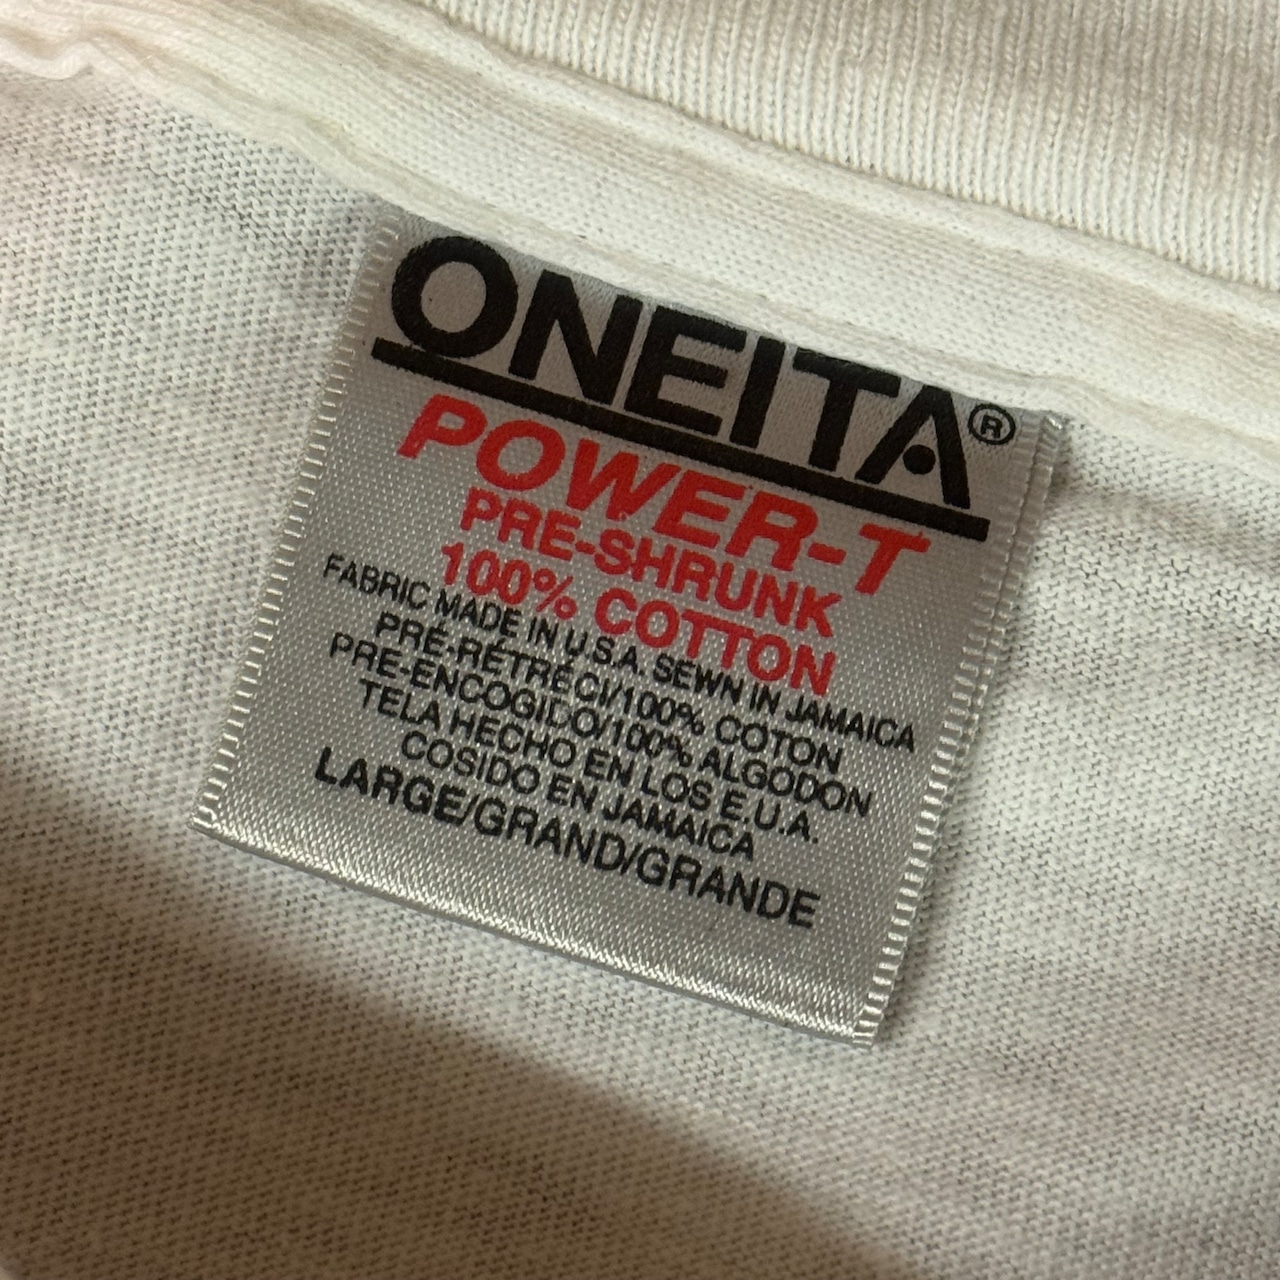 ONEITA®
POWER-T
PRE-SHRUNK
100% COTTON
FABRIC MADE IN U.S.A. SEWN IN JAMAICA
PRÉ-RÉTRÉCI/100% COTON
PRE-ENCOGIDO/100% ALGODON
TELA HECHO EN LOS E.U.A.
COSIDO EN JAMAICA
LARGE/GRAND/GRANDE